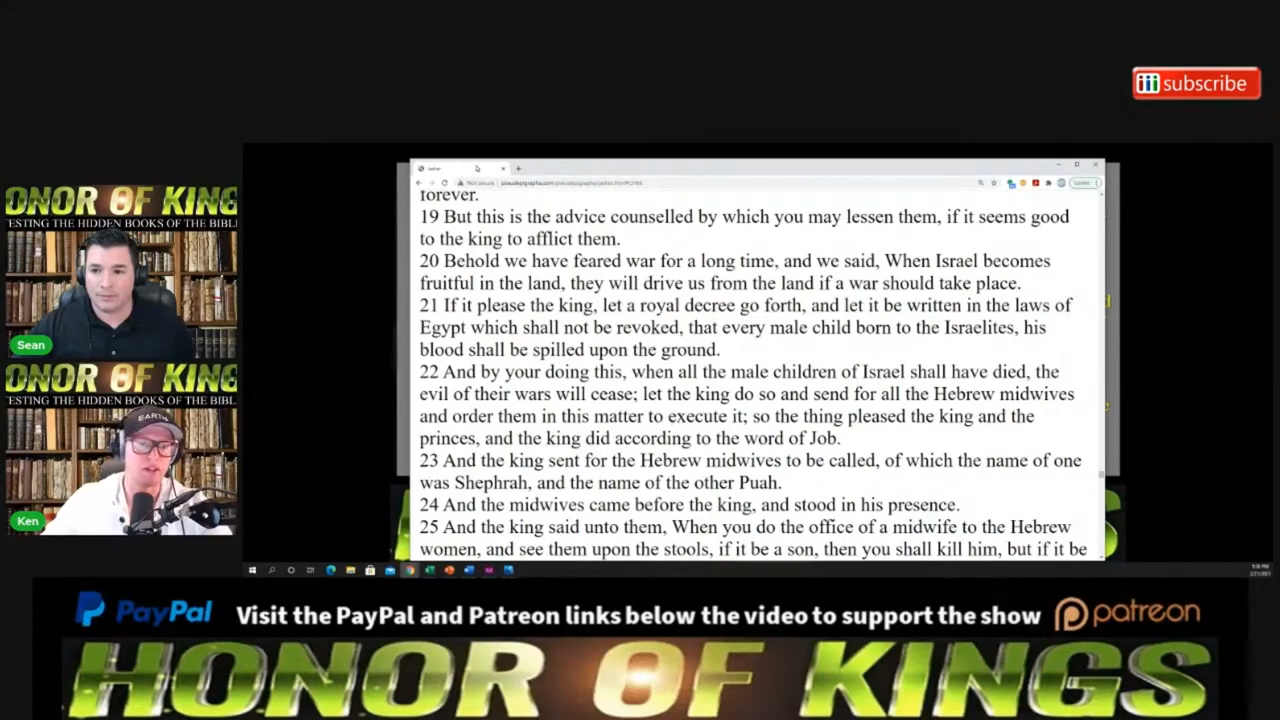 subscribe
ONOR OF KING
ESTING THE HIDDEN BOOKS OF THE BIBL
Sean
ONOR OF KING
ESTING THE HIDDEN BOOKS OF THE BIBL
EARTH
Ken
Not secure
forever.
19 But this is the advice counselled by which you may lessen them, if it seems good
to the king to afflict them.
20 Behold we have feared war for a long time, and we said, When Israel becomes
fruitful in the land, they will drive us from the land if a war should take place.
21 If it please the king, let a royal decree go forth, and let it be written in the laws of
Egypt which shall not be revoked, that every male child born to the Israelites, his
blood shall be spilled upon the ground.
22 And by your doing this, when all the male children of Israel shall have died, the
evil of their wars will cease; let the king do so and send for all the Hebrew midwives
and order them in this matter to execute it; so the thing pleased the king and the
princes, and the king did according to the word of Job.
23 And the king sent for the Hebrew midwives to be called, of which the name of one
was Shephrah, and the name of the other Puah.
24 And the midwives came before the king, and stood in his presence.
25 And the king said unto them, When you do the office of a midwife to the Hebrew
women, and see them upon the stools, if it be a son, then you shall kill him, but if it be
PayPal Visit the PayPal and Patreon links below the video to support the show patreon
HONOR OF KINGS